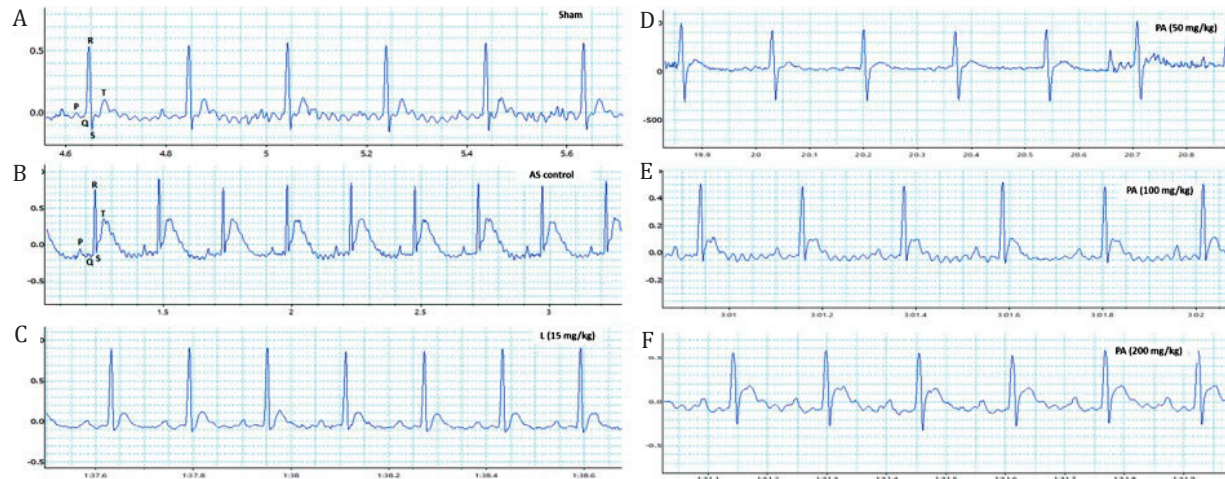 A
Sham
R
0.5
P
T
0.0
Q
S
4.6
4.8
5
5.2
5.4
5.6
B
AS control
R
0.5
T
P
0.0
Q
S
-0.5
1.5
2
2.5
3
C
L (15 mg/kg)
0.5
0.0
-0.5
1:37.6
1:37.8
1:38
1:38.2
1:38.4
1:38.6
D
PA (50 mg/kg)
0
-500
19.9
20
20.1
20.2
20.3
20.4
20.5
20.6
20.7
20.8
E
PA (100 mg/kg)
0.4
0.2
0.0
-0.2
3:01
3:01.2
3:01.4
3:01.6
3:01.8
3:02
F
PA (200 mg/kg)
0.0
-0.5